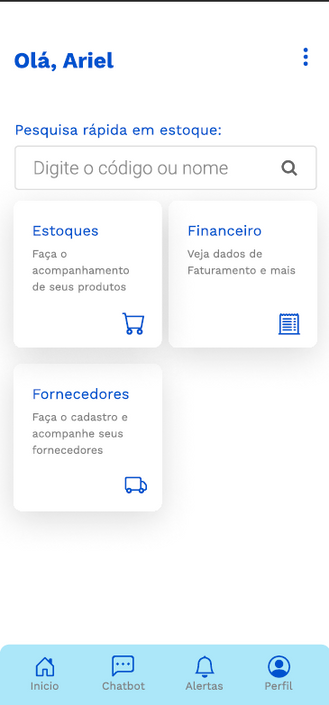 Olá, Ariel
Pesquisa rápida em estoque:
Digite o código ou nome
Estoques
Faça o
acompanhamento
de seus produtos
Financeiro
Veja dados de
Faturamento e mais
Fornecedores
Faça o cadastro e
acompanhe seus
fornecedores
Inicio
Chatbot
Alertas
Perfil